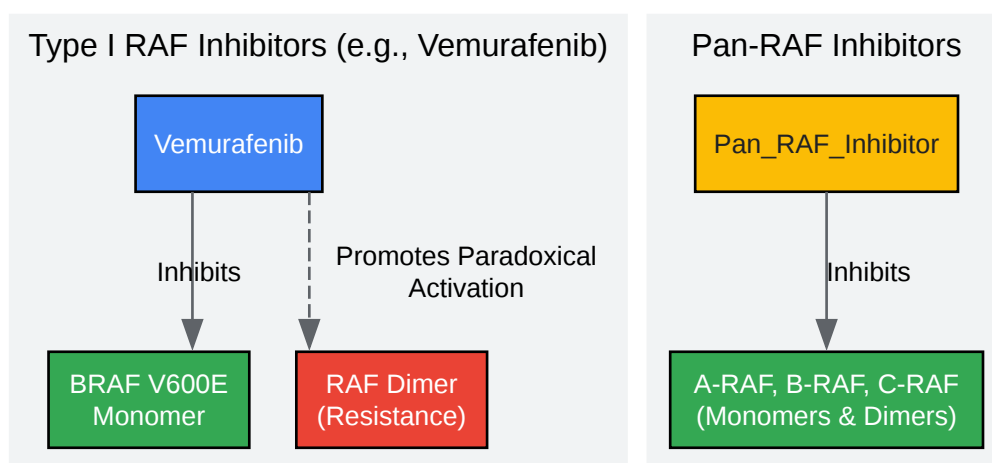 Type I RAF Inhibitors (e.g., Vemurafenib)
Vemurafenib
Inhibits
Promotes Paradoxical
Activation
BRAF V600E
Monomer
RAF Dimer
(Resistance)
Pan-RAF Inhibitors
Pan_RAF_Inhibitor
Inhibits
A-RAF, B-RAF, C-RAF
(Monomers & Dimers)